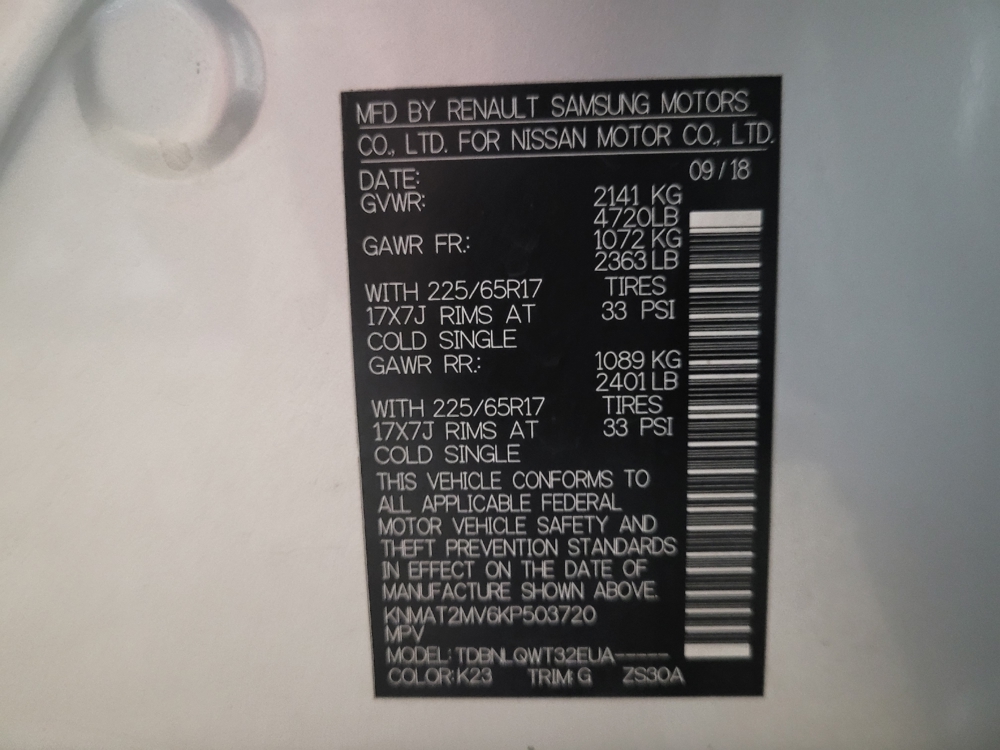 MFD BY RENAULT SAMSUNG MOTORS
CO., LTD. FOR NISSAN MOTOR CO., LTD.
DATE: 09 / 18
GVWR: 2141 KG
4720LB
GAWR FR.: 1072 KG
2363 LB
WITH 225/65R17 TIRES
17X7J RIMS AT 33 PSI
COLD SINGLE
GAWR RR.: 1089 KG
2401 LB
WITH 225/65R17 TIRES
17X7J RIMS AT 33 PSI
COLD SINGLE
THIS VEHICLE CONFORMS TO
ALL APPLICABLE FEDERAL
MOTOR VEHICLE SAFETY AND
THEFT PREVENTION STANDARDS
IN EFFECT ON THE DATE OF
MANUFACTURE SHOWN ABOVE.
KNMAT2MV6KP503720
MPV
MODEL: TDBNLQWT32EUA-----
COLOR: K23 TRIM: G ZS30A